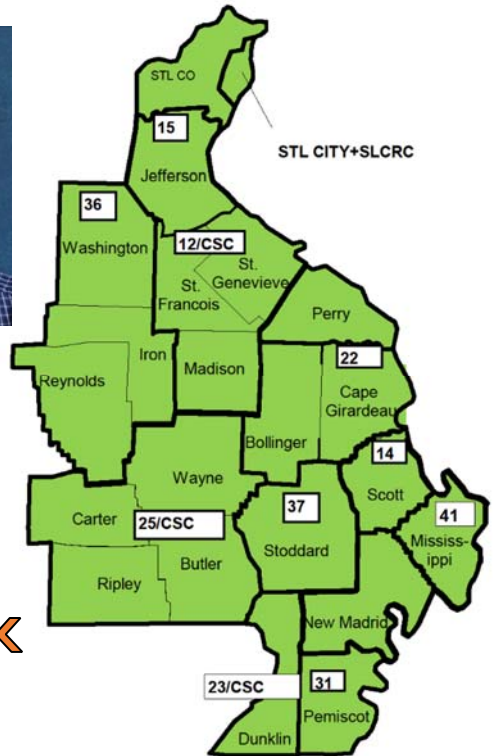 STL CO
STL CITY+SLCRC
15
Jefferson
36
Washington
12/CSC
St.
Genevieve
St.
Francois
Perry
Iron
Madison
22
Reynolds
Cape
Girardeau
Bollinger
14
Wayne
Scott
Carter
25/CSC
37
41
Mississ-
ippi
Stoddard
Butler
Ripley
New Madrid
23/CSC
31
Pemiscot
Dunklin